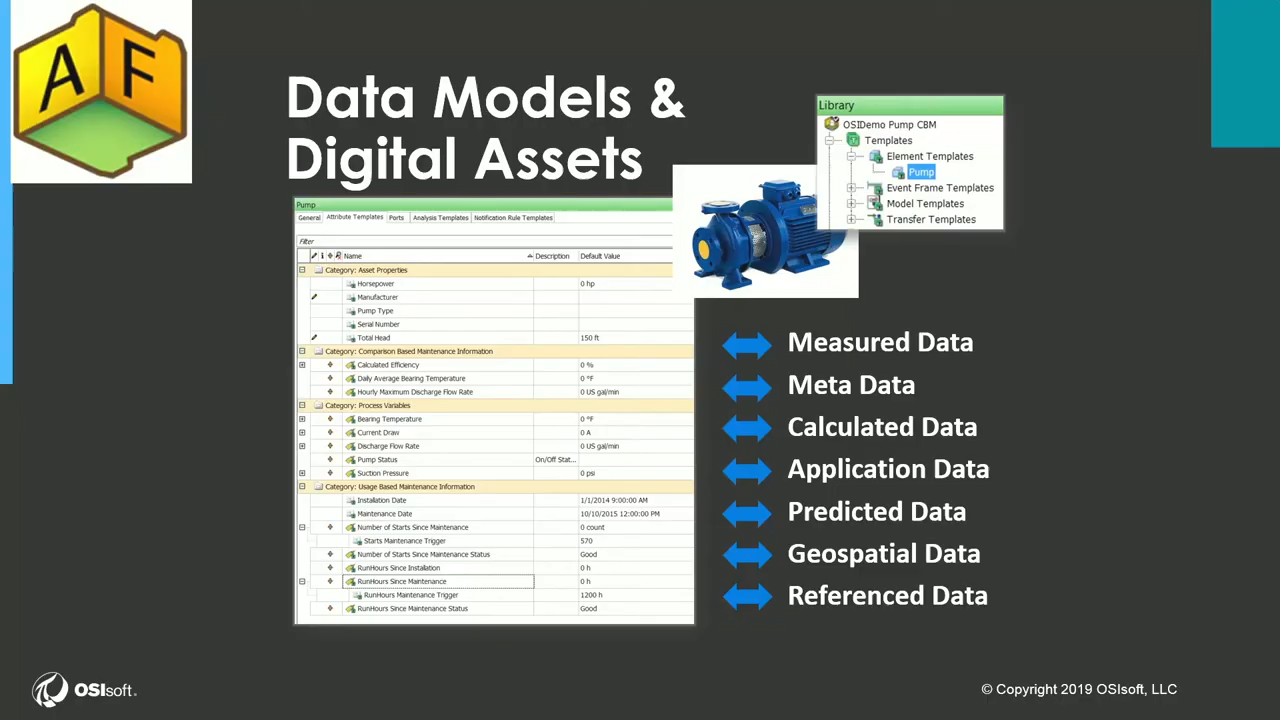 AF
Data Models &
Digital Assets
Library
OSIDemo Pump CBM
Templates
Element Templates
Pump
Event Frame Templates
Model Templates
Transfer Templates
Pump
General Attribute Templates Ports Analysis Templates Notification Rule Templates
Filter
Name Description Default Value
Category: Asset Properties
Horsepower 0 hp
Manufacturer
Pump Type
Serial Number
Total Head 150 ft
Category: Comparison Based Maintenance Information
Calculated Efficiency 0 %
Daily Average Bearing Temperature 0 °F
Hourly Maximum Discharge Flow Rate 0 US gal/min
Category: Process Variables
Bearing Temperature 0 °F
Current Draw 0 A
Discharge Flow Rate 0 US gal/min
Pump Status On/Off Stat...
Suction Pressure 0 psi
Category: Usage Based Maintenance Information
Installation Date 1/1/2014 9:00:00 AM
Maintenance Date 10/10/2015 12:00:00 PM
Number of Starts Since Maintenance 0 count
Starts Maintenance Trigger 570
Number of Starts Since Maintenance Status Good
RunHours Since Installation 0 h
RunHours Since Maintenance 0 h
RunHours Maintenance Trigger 1200 h
RunHours Since Maintenance Status Good
Measured Data
Meta Data
Calculated Data
Application Data
Predicted Data
Geospatial Data
Referenced Data
OSIsoft.
© Copyright 2019 OSIsoft, LLC